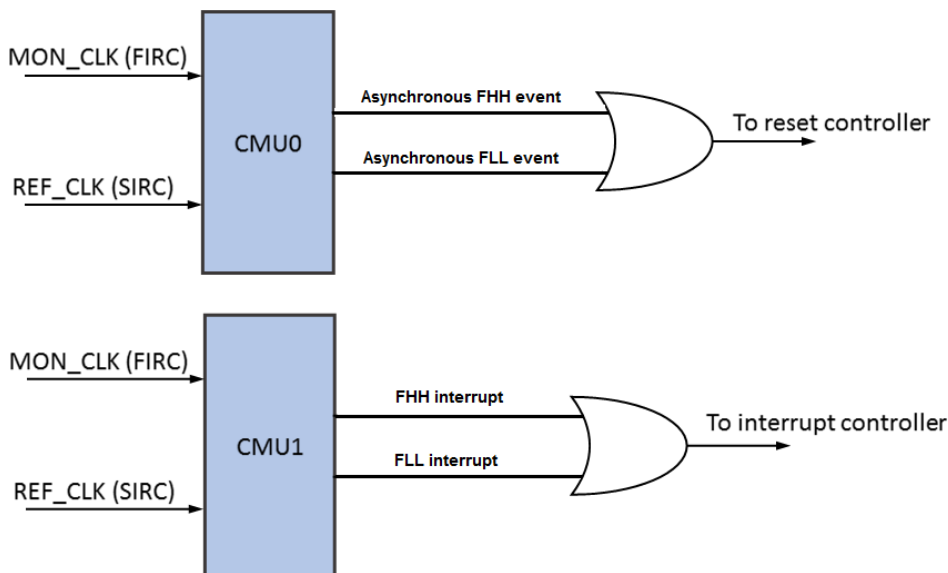 MON_CLK (FIRC)
Asynchronous FHH event
To reset controller
CMU0
Asynchronous FLL event
REF_CLK (SIRC)
MON_CLK (FIRC)
FHH interrupt
To interrupt controller
CMU1
FLL interrupt
REF_CLK (SIRC)